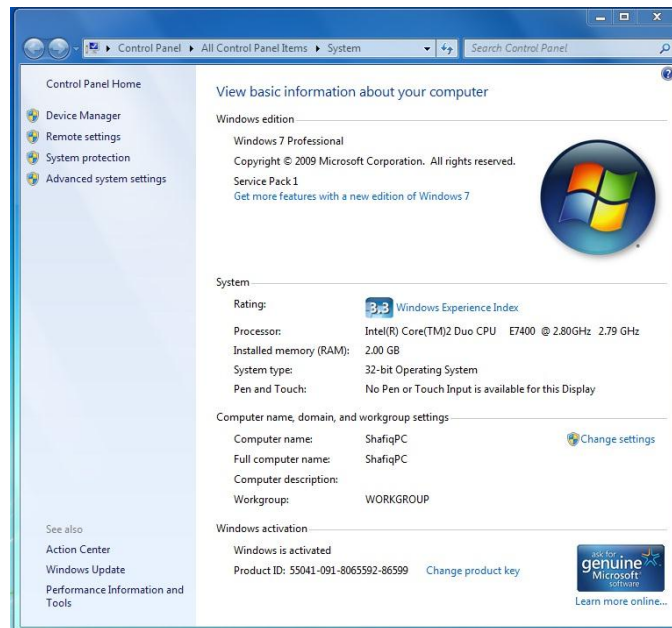 Control Panel
All Control Panel Items
System
Search Control Panel
Control Panel Home
Device Manager
Remote settings
System protection
Advanced system settings
See also
Action Center
Windows Update
Performance Information and
Tools
View basic information about your computer
Windows edition
Windows 7 Professional
Copyright © 2009 Microsoft Corporation. All rights reserved.
Service Pack 1
Get more features with a new edition of Windows 7
System
Rating: 3.3 Windows Experience Index
Processor: Intel(R) Core(TM)2 Duo CPU E7400 @ 2.80GHz 2.79 GHz
Installed memory (RAM): 2.00 GB
System type: 32-bit Operating System
Pen and Touch: No Pen or Touch Input is available for this Display
Computer name, domain, and workgroup settings
Computer name: ShafiqPC Change settings
Full computer name: ShafiqPC
Computer description:
Workgroup: WORKGROUP
Windows activation
Windows is activated
Product ID: 55041-091-8065592-86599 Change product key
ask for
genuine
Microsoft
software
Learn more online...